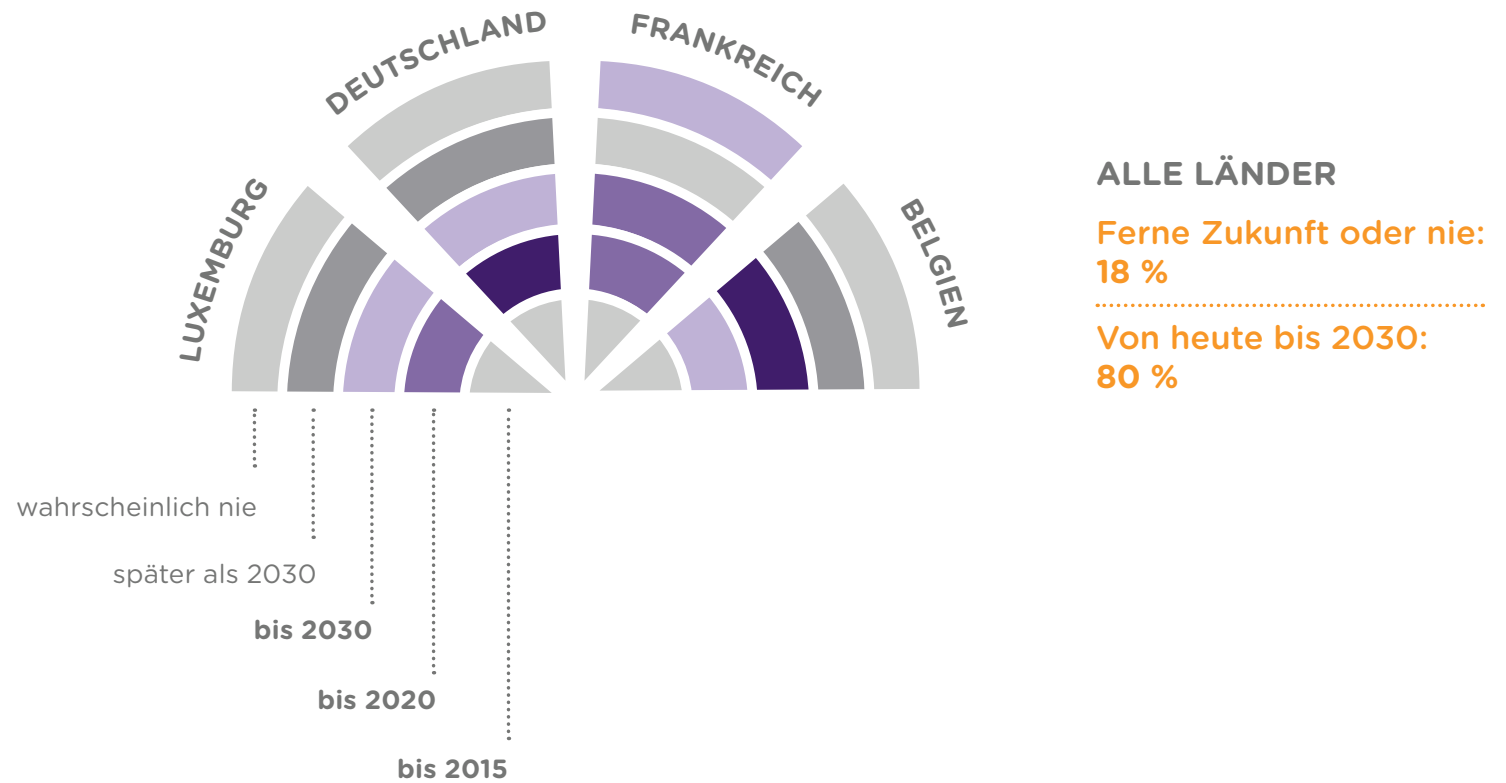 LUXEMBURG
DEUTSCHLAND
FRANKREICH
BELGIEN
wahrscheinlich nie
später als 2030
bis 2030
bis 2020
bis 2015
ALLE LÄNDER
Ferne Zukunft oder nie:
18 %
Von heute bis 2030:
80 %